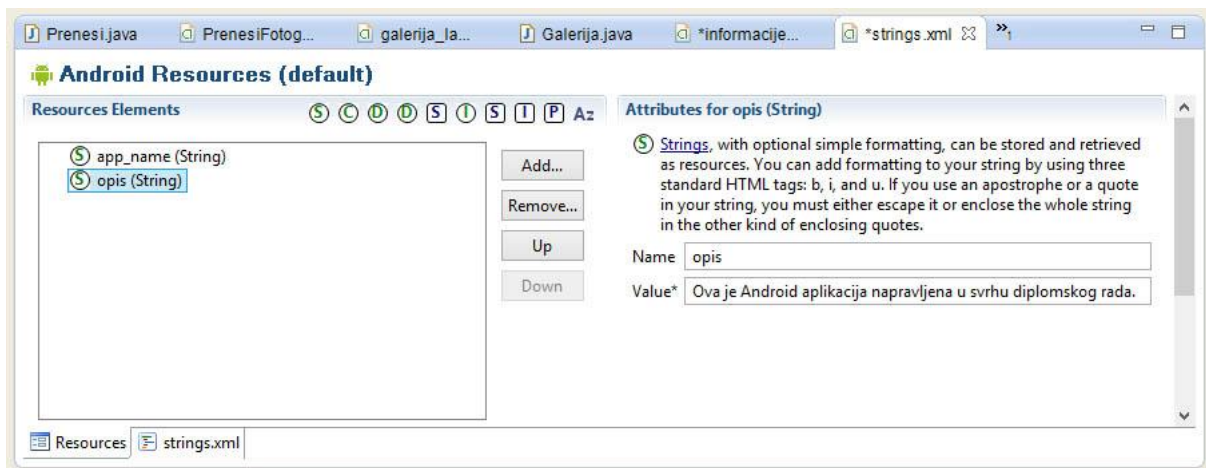 Prenesi.java PrenesiFotog... galerija_la... Galerija.java *informacije... *strings.xml »1
Android Resources (default)
Resources Elements S C D D S I S I P Az
app_name (String)
opis (String)
Add...
Remove...
Up
Down
Attributes for opis (String)
Strings, with optional simple formatting, can be stored and retrieved
as resources. You can add formatting to your string by using three
standard HTML tags: b, i, and u. If you use an apostrophe or a quote
in your string, you must either escape it or enclose the whole string
in the other kind of enclosing quotes.
Name opis
Value* Ova je Android aplikacija napravljena u svrhu diplomskog rada.
Resources strings.xml